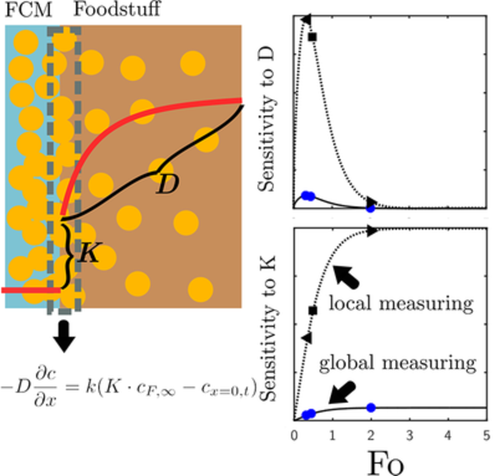 FCM Foodstuff
D
K
$-D\frac{\partial c}{\partial x} = k(K \cdot c_{F,\infty} - c_{x=0,t})$
Sensitivity to D
Sensitivity to K
local measuring
global measuring
0 1 2 3 4 5
Fo